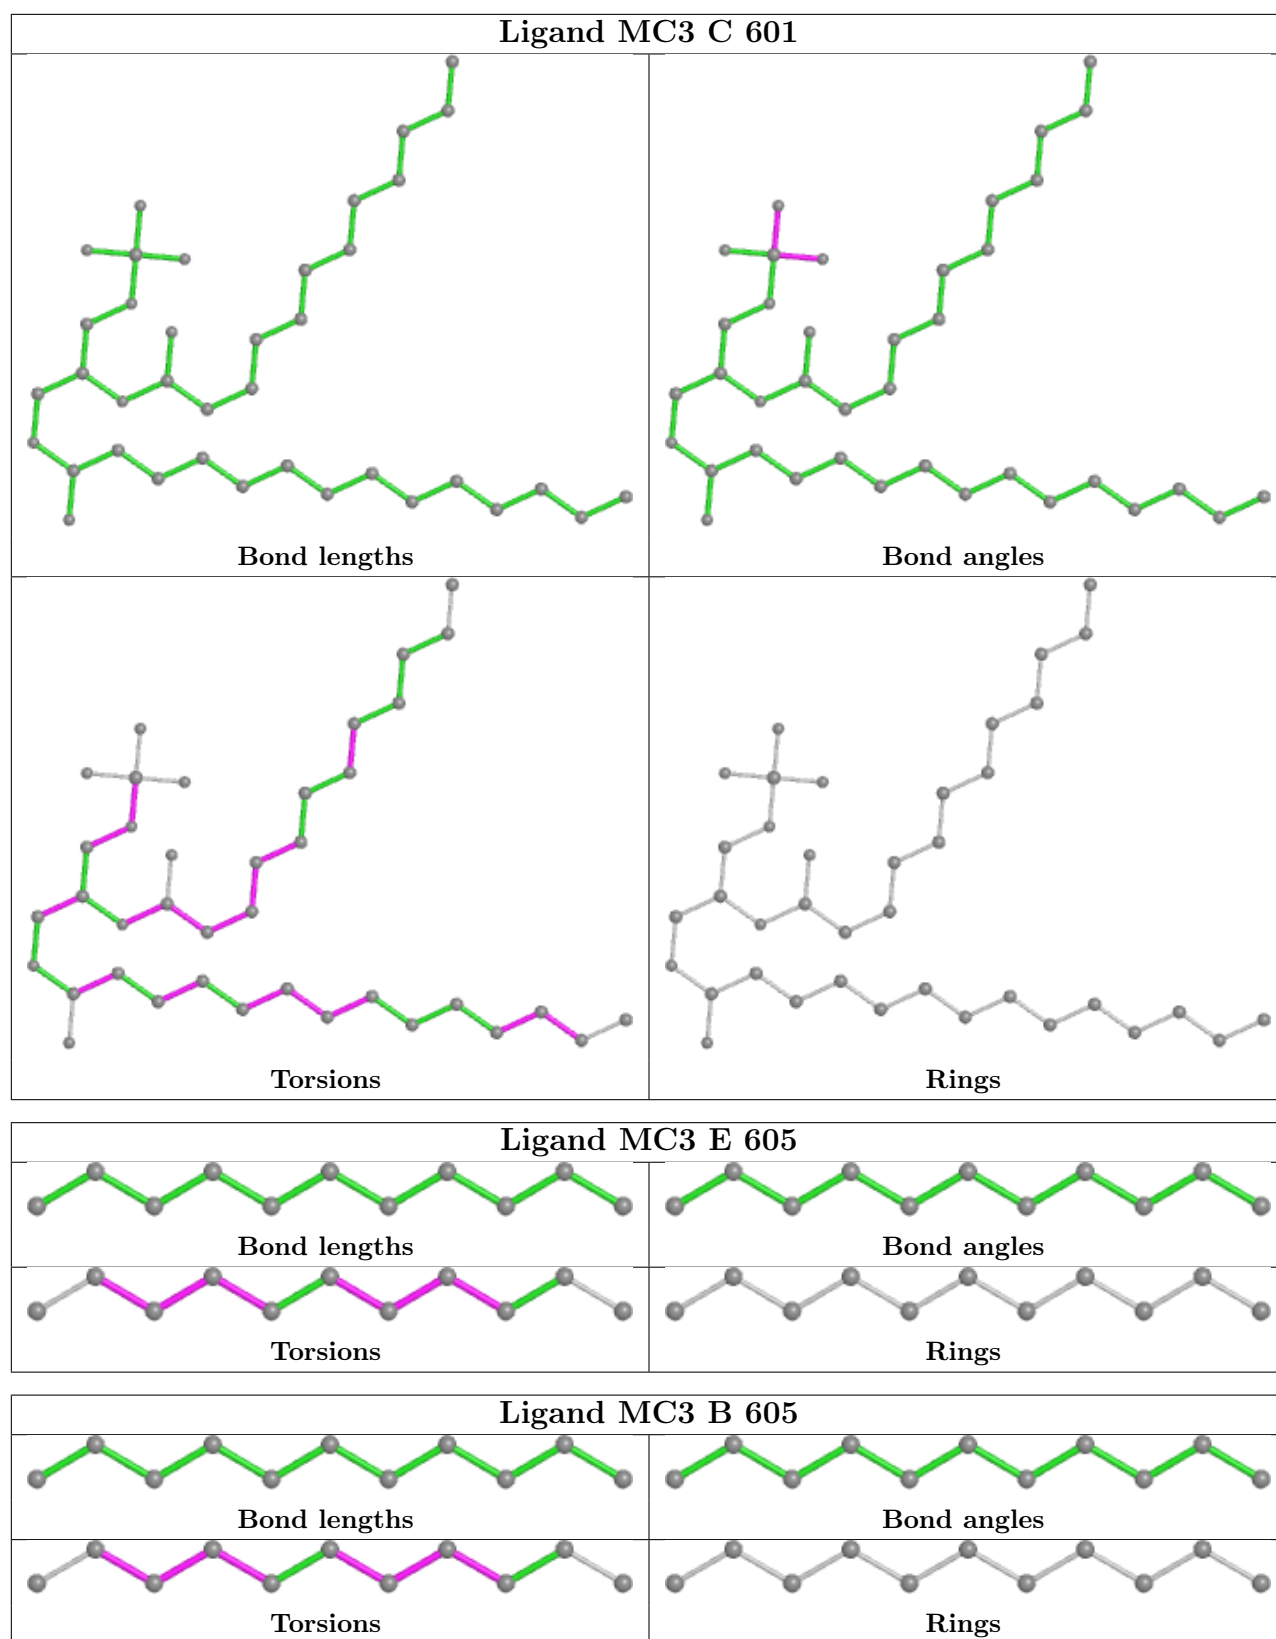 Ligand MC3 C 601
Bond lengths
Bond angles
Torsions
Rings
Ligand MC3 E 605
Bond lengths
Bond angles
Torsions
Rings
Ligand MC3 B 605
Bond lengths
Bond angles
Torsions
Rings